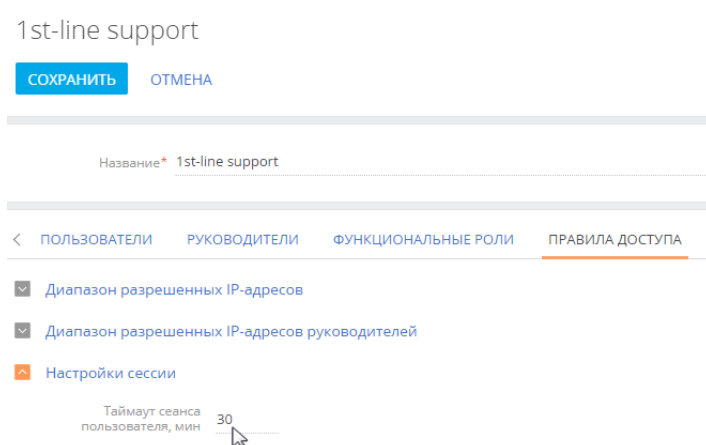 1st-line support
СОХРАНИТЬ ОТМЕНА
Название* 1st-line support
ПОЛЬЗОВАТЕЛИ РУКОВОДИТЕЛИ ФУНКЦИОНАЛЬНЫЕ РОЛИ ПРАВИЛА ДОСТУПА
Диапазон разрешенных IP-адресов
Диапазон разрешенных IP-адресов руководителей
Настройки сессии
Таймаут сеанса
пользователя, мин 30